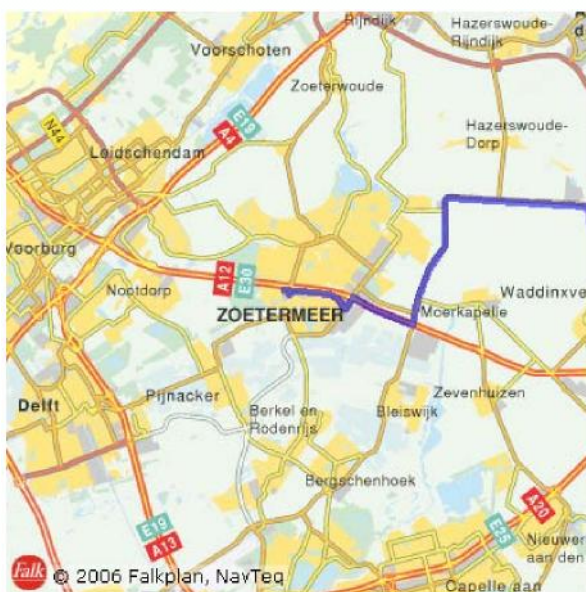 Rijndijk
Hazerswoude-
Rijndijk
d
Voorschoten
Zoeterwoude
E19
A4
N44
Hazerswoude-
Dorp
Leidschendam
Voorburg
A12
E30
Nootdorp
Waddinxve
ZOETERMEER
Moerkapelle
Pijnacker
Zevenhuizen
Delft
Berkel en
Rodenrijs
Bleiswijk
Bergschenhoek
A20
E19
A13
E25
Nieuwer
aan den
Falk © 2006 Falkplan, NavTeq
Capelle aan